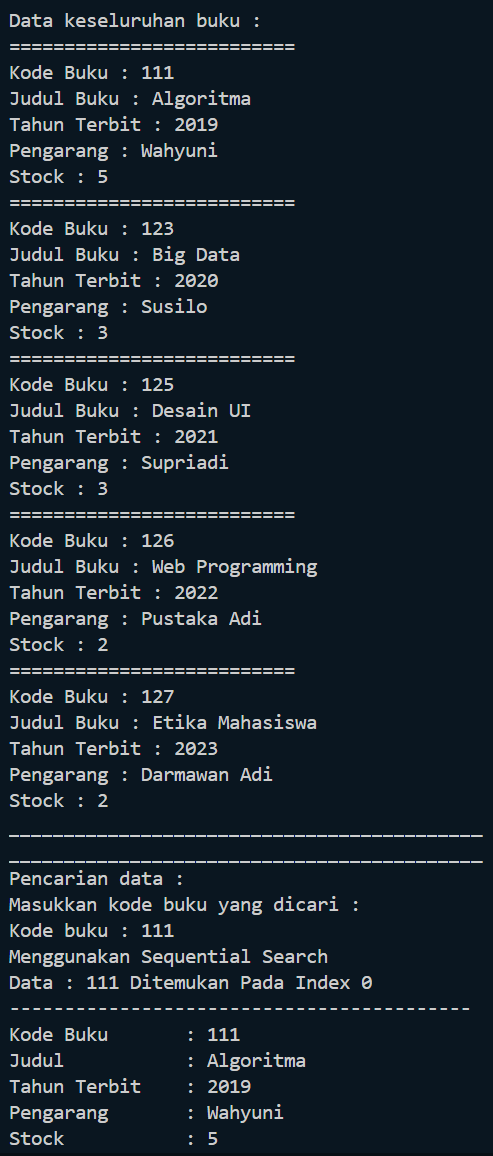 Data keseluruhan buku :
==========================
Kode Buku : 111
Judul Buku : Algoritma
Tahun Terbit : 2019
Pengarang : Wahyuni
Stock : 5
==========================
Kode Buku : 123
Judul Buku : Big Data
Tahun Terbit : 2020
Pengarang : Susilo
Stock : 3
==========================
Kode Buku : 125
Judul Buku : Desain UI
Tahun Terbit : 2021
Pengarang : Supriadi
Stock : 3
==========================
Kode Buku : 126
Judul Buku : Web Programming
Tahun Terbit : 2022
Pengarang : Pustaka Adi
Stock : 2
==========================
Kode Buku : 127
Judul Buku : Etika Mahasiswa
Tahun Terbit : 2023
Pengarang : Darmawan Adi
Stock : 2
___________________________________________
___________________________________________
Pencarian data :
Masukkan kode buku yang dicari :
Kode buku : 111
Menggunakan Sequential Search
Data : 111 Ditemukan Pada Index 0
------------------------------------------
Kode Buku       : 111
Judul           : Algoritma
Tahun Terbit    : 2019
Pengarang       : Wahyuni
Stock           : 5